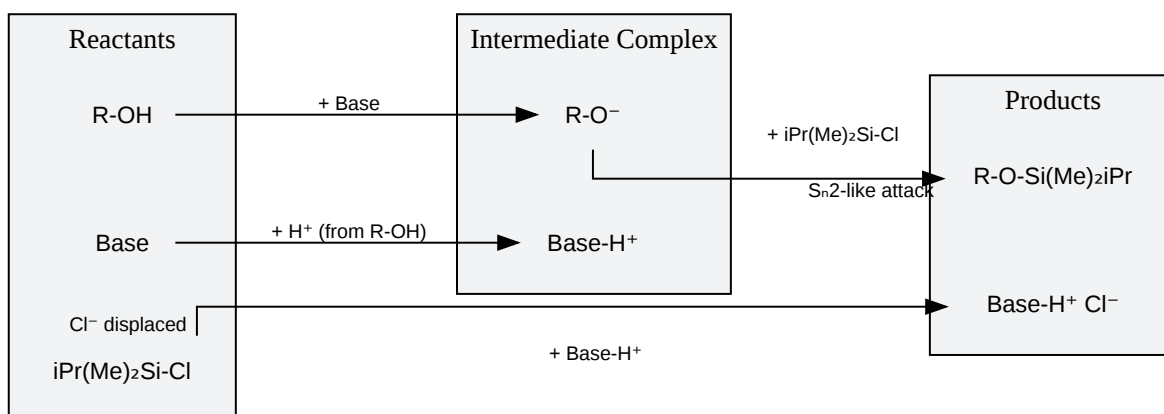 Reactants
R-OH
Base
Cl⁻ displaced
iPr(Me)₂Si-Cl
+ Base
+ H⁺ (from R-OH)
Intermediate Complex
R-O⁻
Base-H⁺
+ iPr(Me)₂Si-Cl
Sₙ2-like attack
+ Base-H⁺
Products
R-O-Si(Me)₂iPr
Base-H⁺ Cl⁻